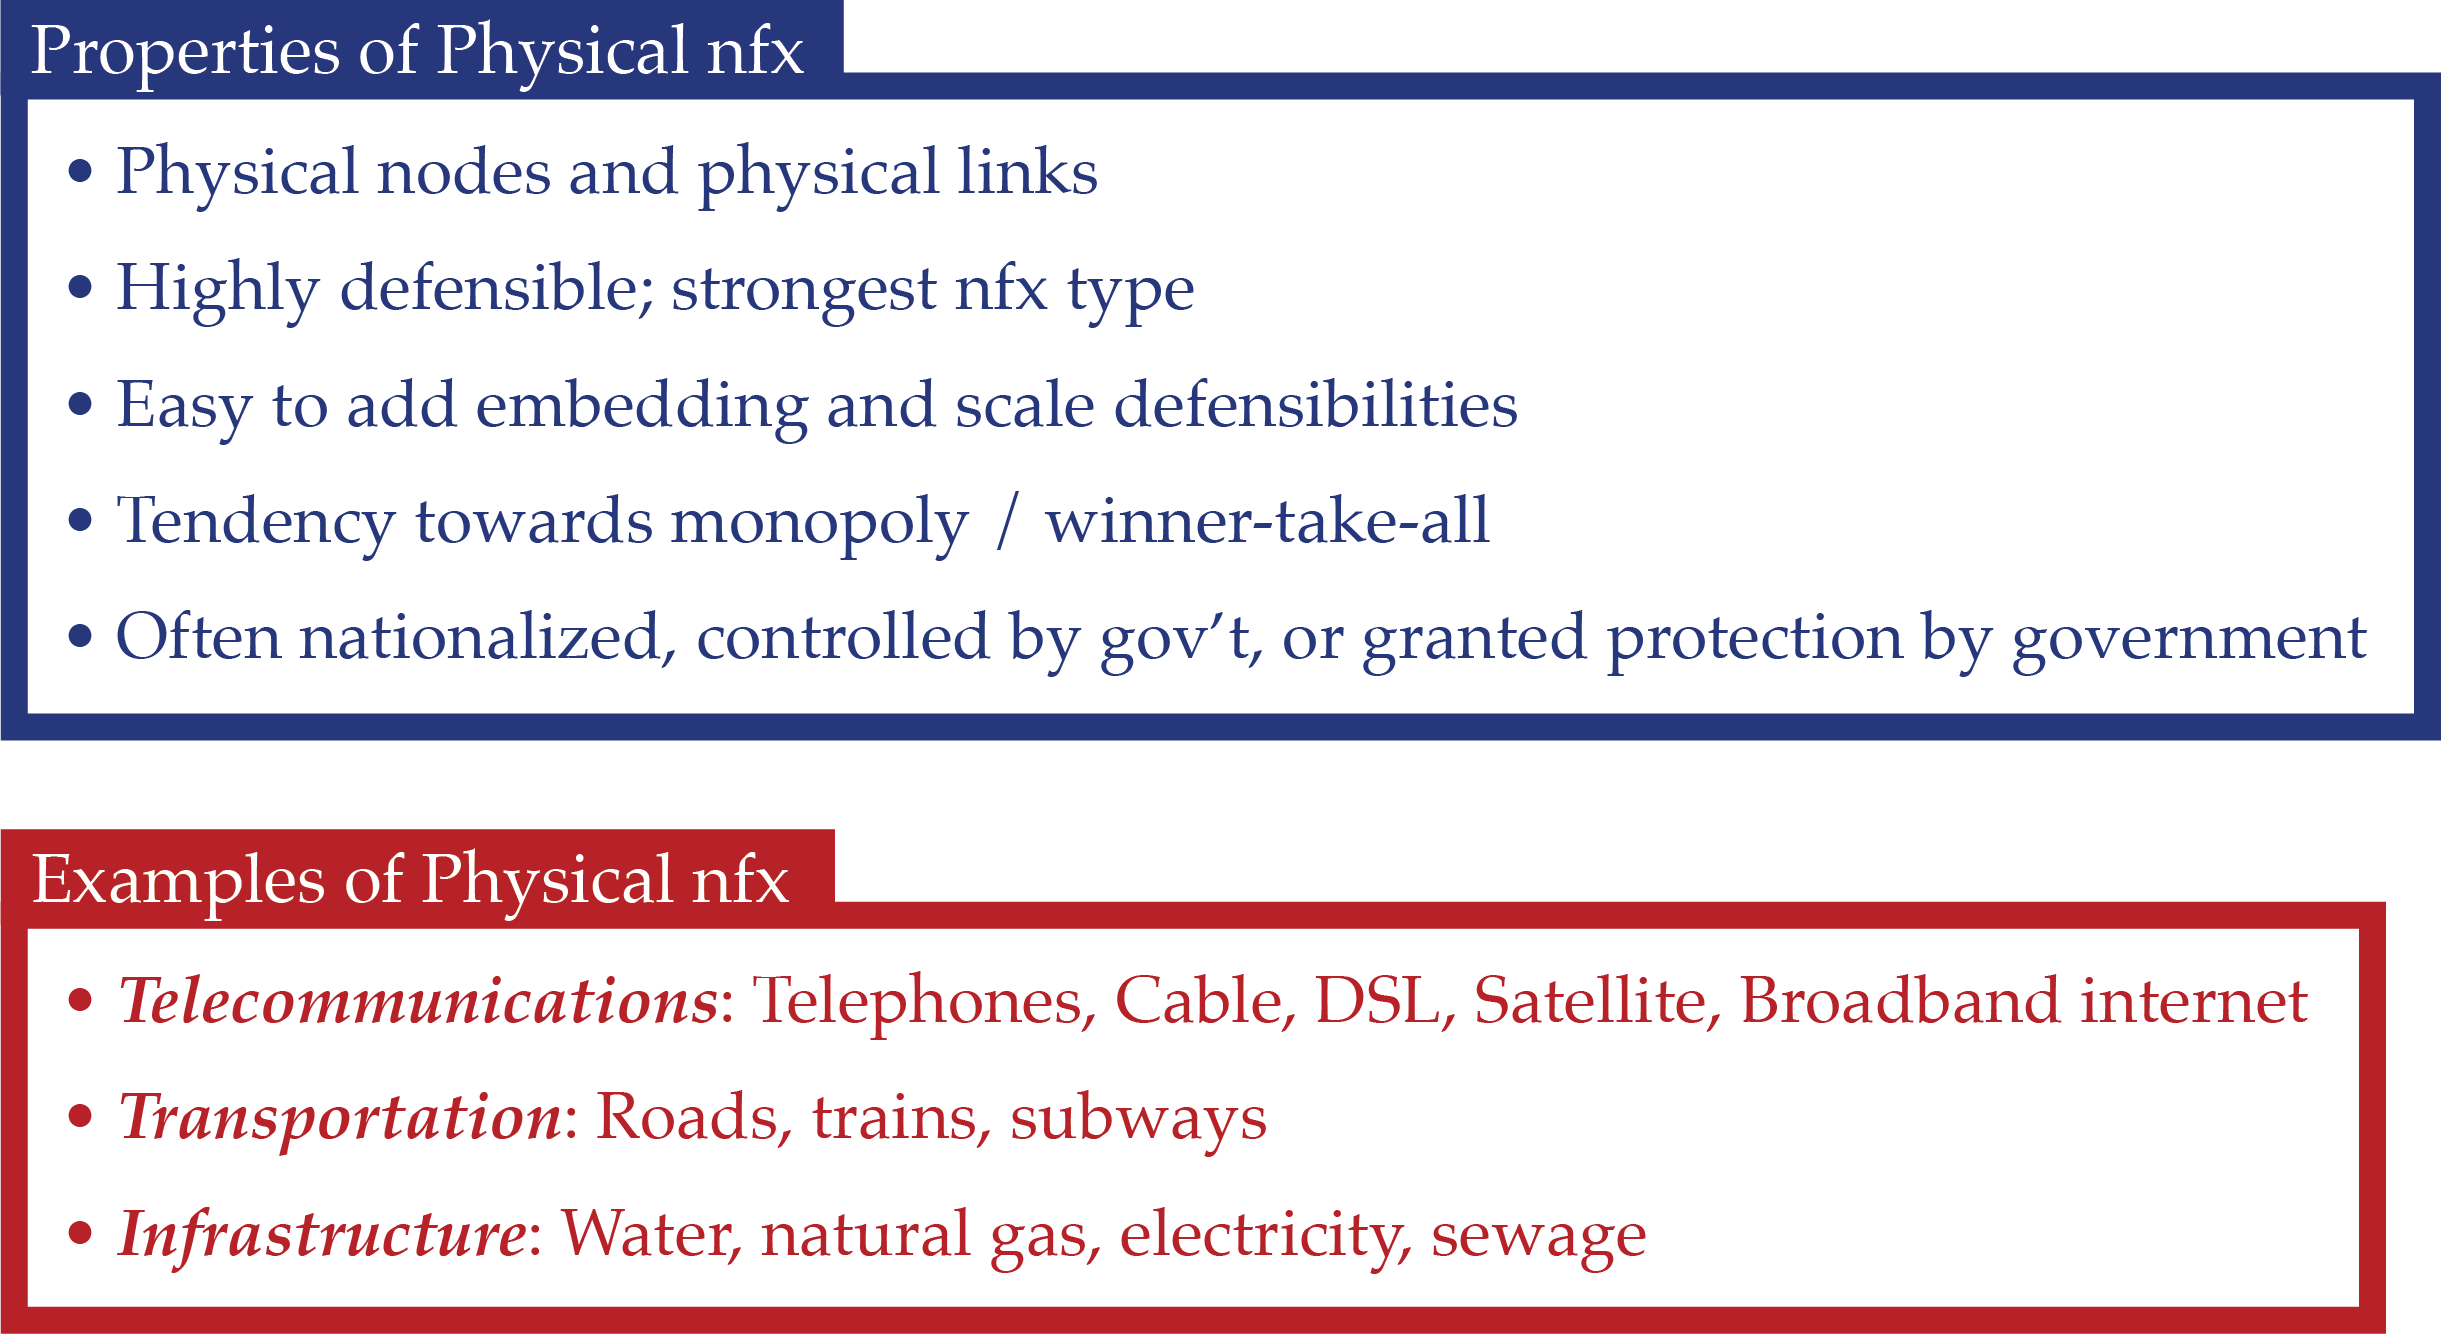 Properties of Physical nfx
• Physical nodes and physical links
• Highly defensible; strongest nfx type
• Easy to add embedding and scale defensibilities
• Tendency towards monopoly / winner-take-all
• Often nationalized, controlled by gov’t, or granted protection by government
Examples of Physical nfx
• Telecommunications: Telephones, Cable, DSL, Satellite, Broadband internet
• Transportation: Roads, trains, subways
• Infrastructure: Water, natural gas, electricity, sewage